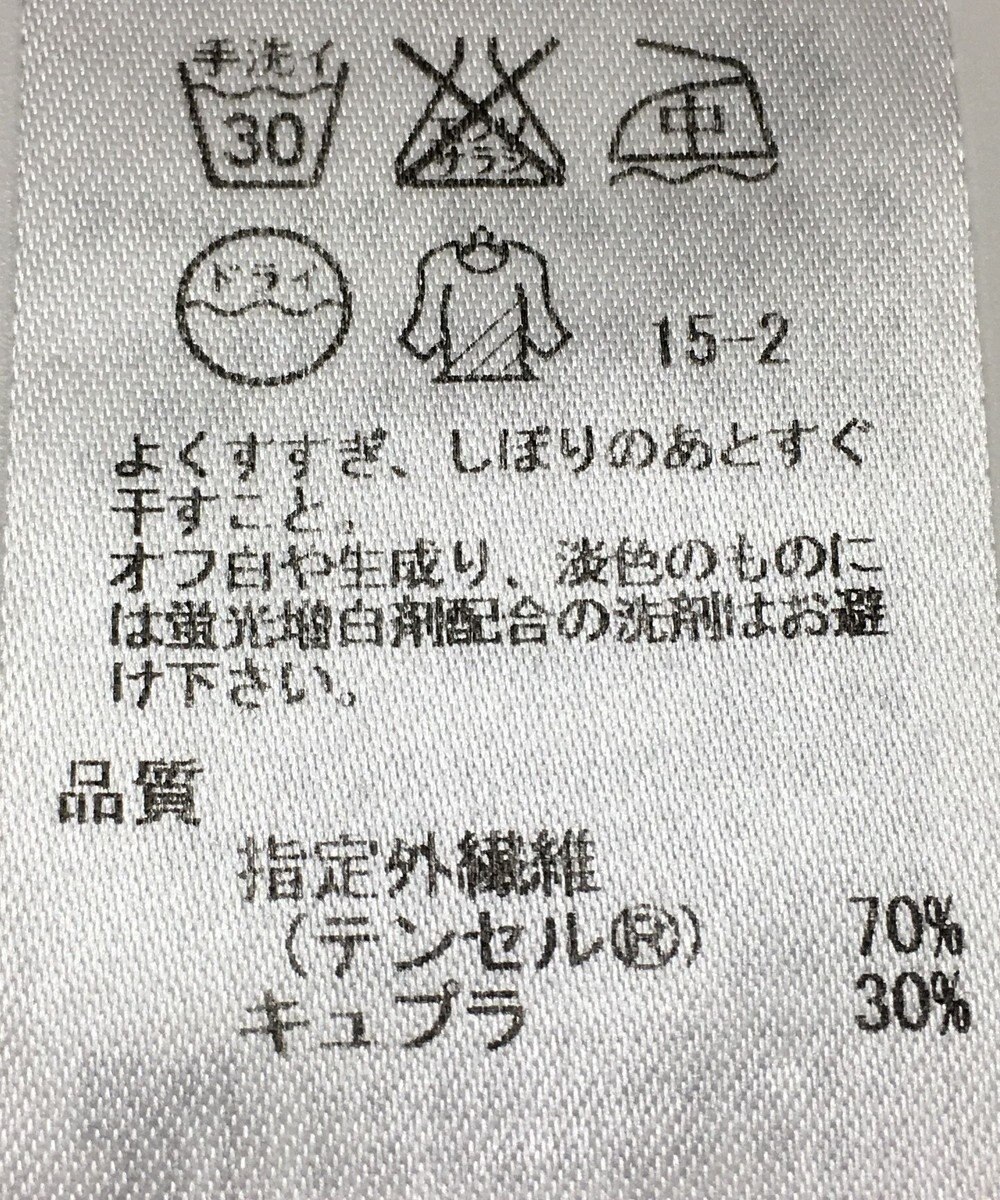 手洗イ
30
エンソ
サラシ
中
ドライ
15-2
よくすすぎ、しぼりのあとすぐ
干すこと。
オフ白や生成り、淡色のものに
は蛍光増白剤配合の洗剤はお避
け下さい。
品質
指定外繊維
(テンセル®) 70%
キュプラ 30%